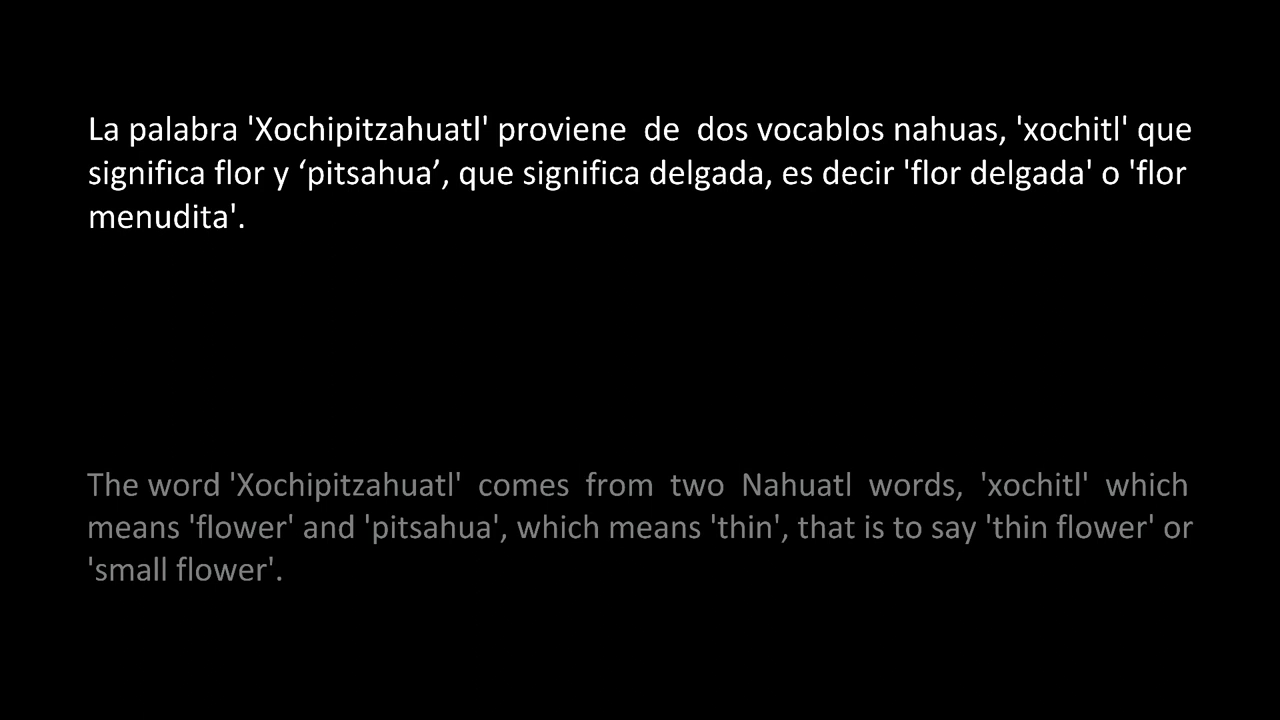 La palabra 'Xochipitzahuatl' proviene de dos vocablos nahuas, 'xochitl' que
significa flor y ‘pitsahua’, que significa delgada, es decir 'flor delgada' o 'flor
menudita'.
The word 'Xochipitzahuatl' comes from two Nahuatl words, 'xochitl' which
means 'flower' and 'pitsahua', which means 'thin', that is to say 'thin flower' or
'small flower'.